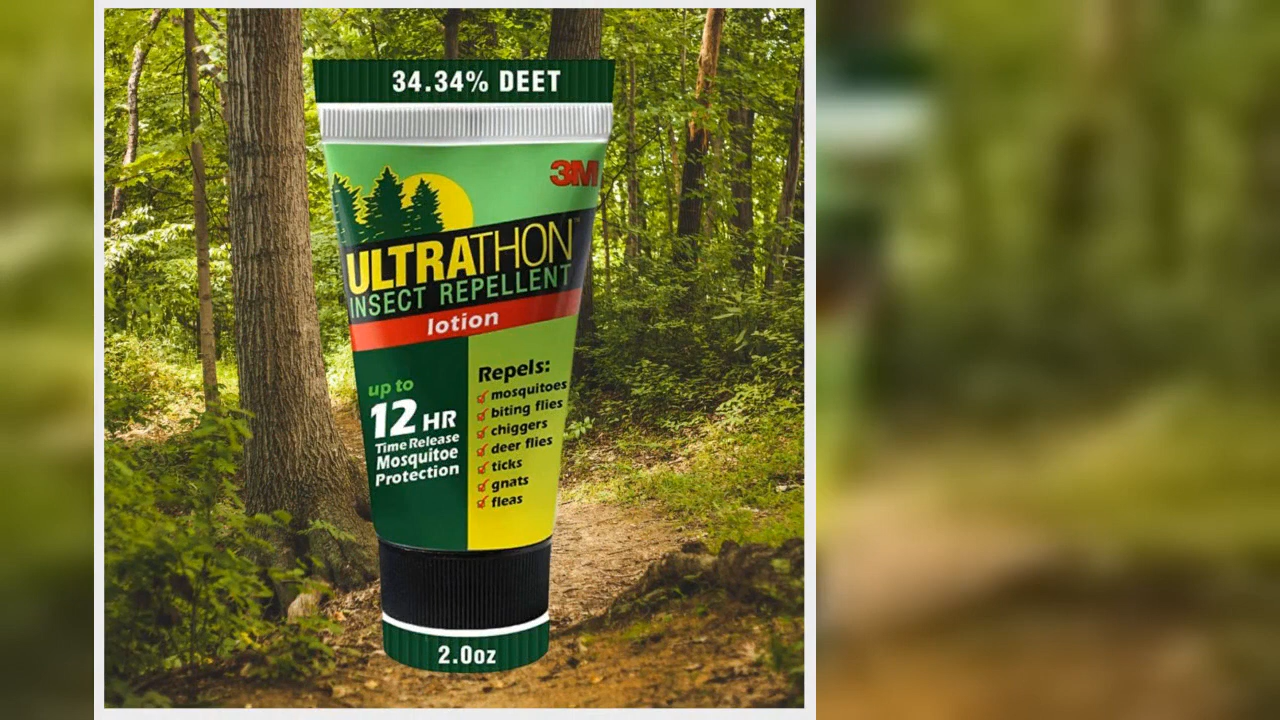 34.34% DEET
3M
ULTRATHON™
INSECT REPELLENT
lotion
up to
12 HR
Time Release
Mosquitoe
Protection
Repels:
mosquitoes
biting flies
chiggers
deer flies
ticks
gnats
fleas
2.0oz